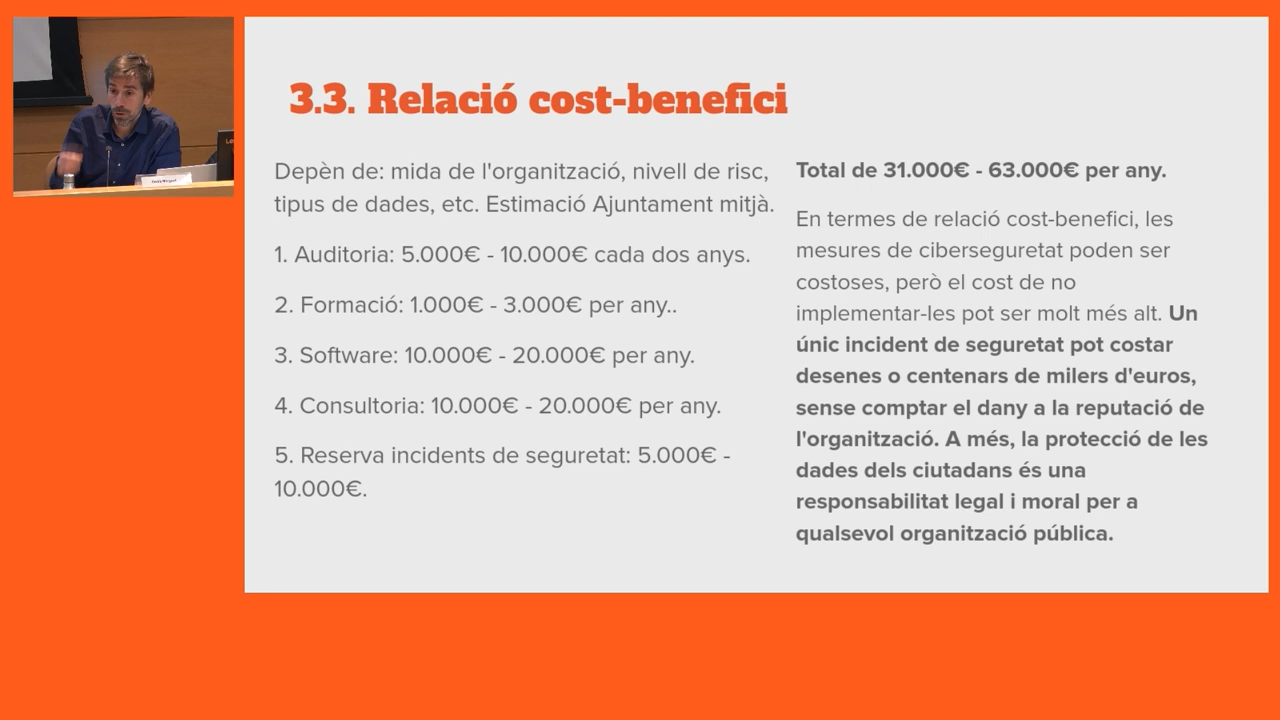 3.3. Relació cost-benefici
Depèn de: mida de l'organització, nivell de risc,
tipus de dades, etc. Estimació Ajuntament mitjà.
1. Auditoria: 5.000€ - 10.000€ cada dos anys.
2. Formació: 1.000€ - 3.000€ per any..
3. Software: 10.000€ - 20.000€ per any.
4. Consultoria: 10.000€ - 20.000€ per any.
5. Reserva incidents de seguretat: 5.000€ -
10.000€.
Total de 31.000€ - 63.000€ per any.
En termes de relació cost-benefici, les
mesures de ciberseguretat poden ser
costoses, però el cost de no
implementar-les pot ser molt més alt. Un
únic incident de seguretat pot costar
desenes o centenars de milers d'euros,
sense comptar el dany a la reputació de
l'organització. A més, la protecció de les
dades dels ciutadans és una
responsabilitat legal i moral per a
qualsevol organització pública.